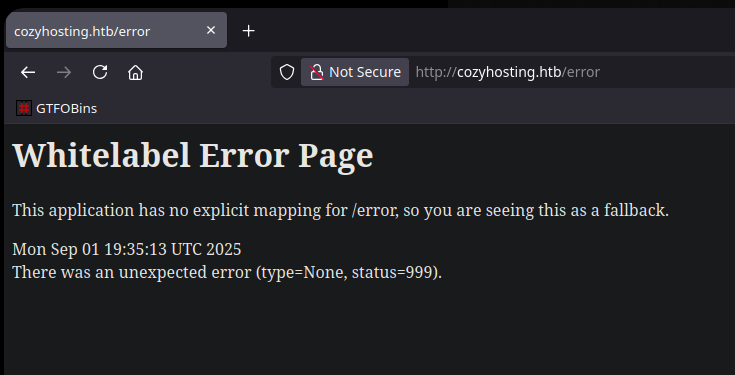 cozyhosting.htb/error
Not Secure http://cozyhosting.htb/error
GTFOBins
Whitelabel Error Page
This application has no explicit mapping for /error, so you are seeing this as a fallback.
Mon Sep 01 19:35:13 UTC 2025
There was an unexpected error (type=None, status=999).